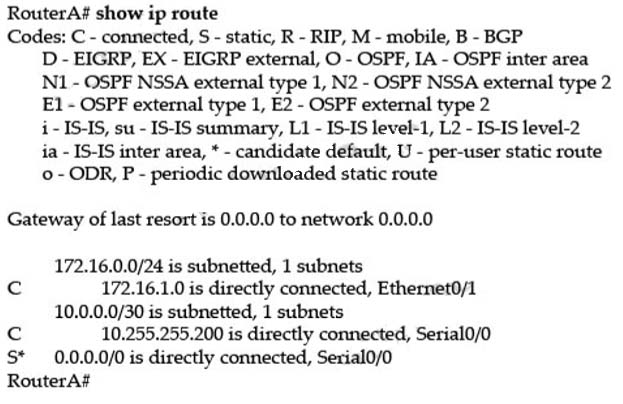 RouterA# show ip route
Codes: C - connected, S - static, R - RIP, M - mobile, B - BGP
D - EIGRP, EX - EIGRP external, O - OSPF, IA - OSPF inter area
N1 - OSPF NSSA external type 1, N2 - OSPF NSSA external type 2
E1 - OSPF external type 1, E2 - OSPF external type 2
i - IS-IS, su - IS-IS summary, L1 - IS-IS level-1, L2 - IS-IS level-2
ia - IS-IS inter area, * - candidate default, U - per-user static route
o - ODR, P - periodic downloaded static route
Gateway of last resort is 0.0.0.0 to network 0.0.0.0
172.16.0.0/24 is subnetted, 1 subnets
C 172.16.1.0 is directly connected, Ethernet0/1
10.0.0.0/30 is subnetted, 1 subnets
C 10.255.255.200 is directly connected, Serial0/0
S* 0.0.0.0/0 is directly connected, Serial0/0
RouterA#